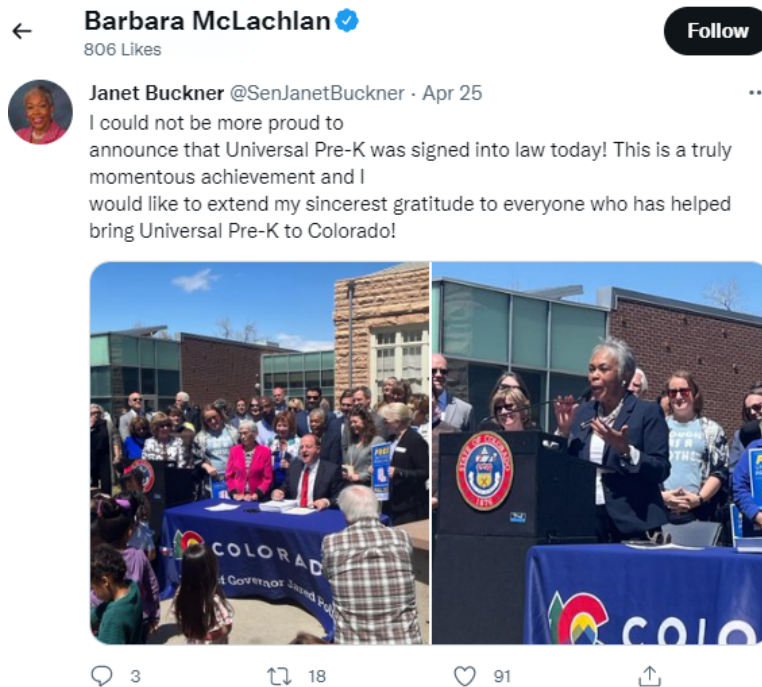 Barbara McLachlan
806 Likes
Follow
Janet Buckner @SenJanetBuckner · Apr 25
I could not be more proud to
announce that Universal Pre-K was signed into law today! This is a truly
momentous achievement and I
would like to extend my sincerest gratitude to everyone who has helped
bring Universal Pre-K to Colorado!
COLORAD
of Governor Jared Pol
STATE OF COLORADO
1876
COLO
3
18
91